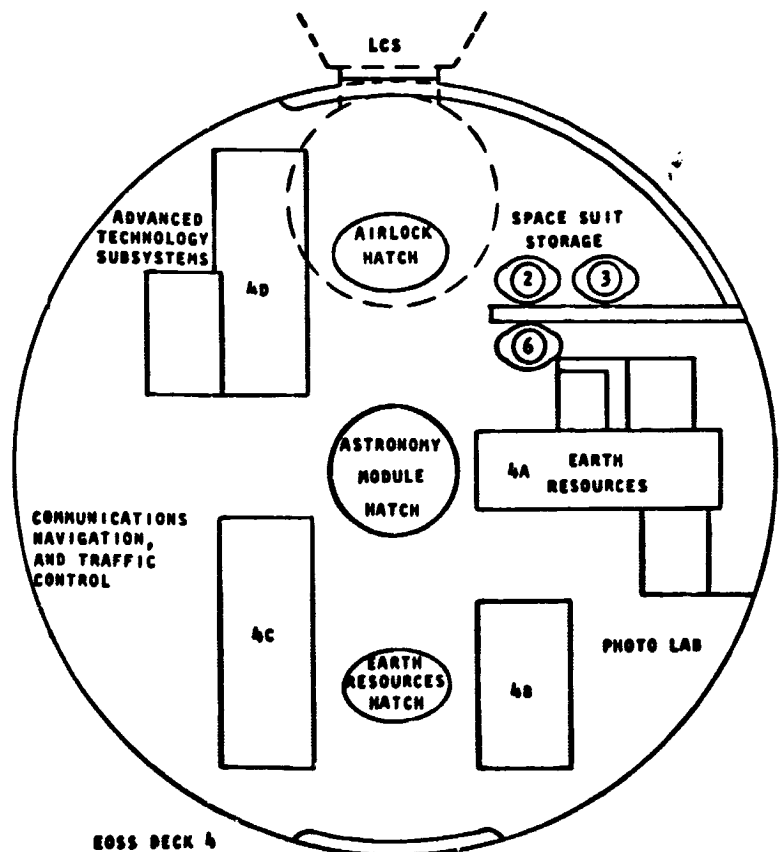 LCS
ADVANCED
TECHNOLOGY
SUBSYSTEMS
4D
AIRLOCK
HATCH
SPACE SUIT
STORAGE
2
3
6
ASTRONOMY
MODULE
HATCH
4A
EARTH
RESOURCES
COMMUNICATIONS
NAVIGATION,
AND TRAFFIC
CONTROL
4C
EARTH
RESOURCES
HATCH
4B
PHOTO LAB
EOSS DECK 4